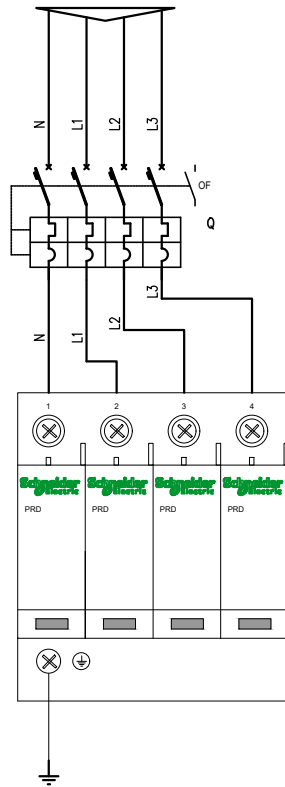 N L1 L2 L3
OF
Q
N L1 L2 L3
1 2 3 4
Schneider Electric Schneider Electric Schneider Electric Schneider Electric
PRD PRD PRD PRD